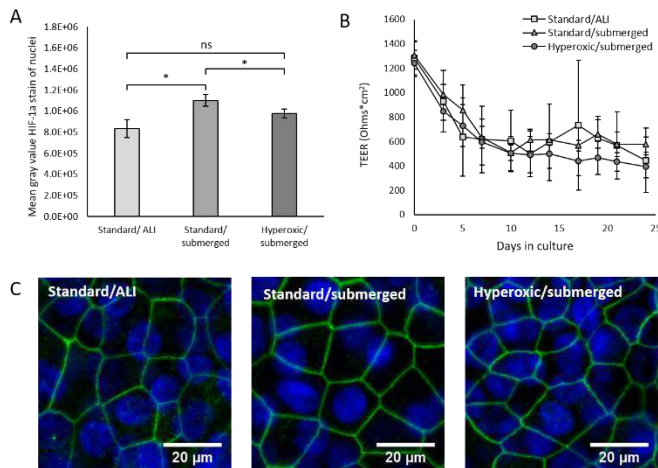 A
Mean gray value HIF-1a stain of nuclei
1.8E+06
1.6E+06
1.4E+06
1.2E+06
1.0E+06
8.0E+05
6.0E+05
4.0E+05
2.0E+05
0.0E+00
ns
*
*
Standard/ ALI
Standard/
submerged
Hyperoxic/
submerged
B
Standard/ALI
Standard/submerged
Hyperoxic/submerged
TEER (Ohms*cm²)
1600
1400
1200
1000
800
600
400
200
0
0
5
10
15
20
25
Days in culture
C
Standard/ALI
20 µm
Standard/submerged
20 µm
Hyperoxic/submerged
20 µm